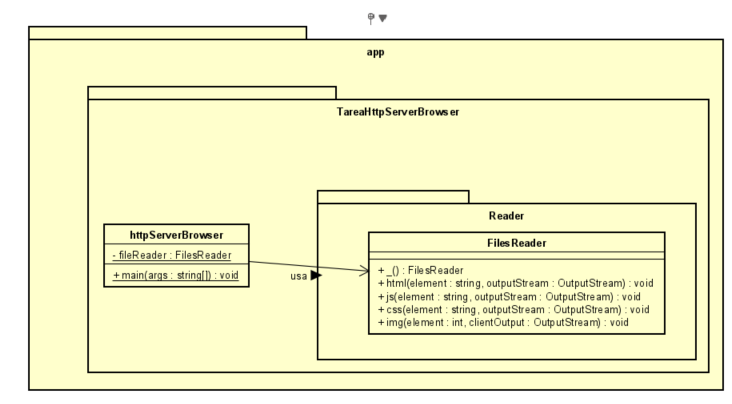 app
TareaHttpServerBrowser
Reader
httpServerBrowser
- fileReader : FilesReader
+ main(args : string[]) : void
usa
FilesReader
+ _() : FilesReader
+ html(element : string, outputStream : OutputStream) : void
+ js(element : string, outputStream : OutputStream) : void
+ css(element : string, outputStream : OutputStream) : void
+ img(element : int, clientOutput : OutputStream) : void